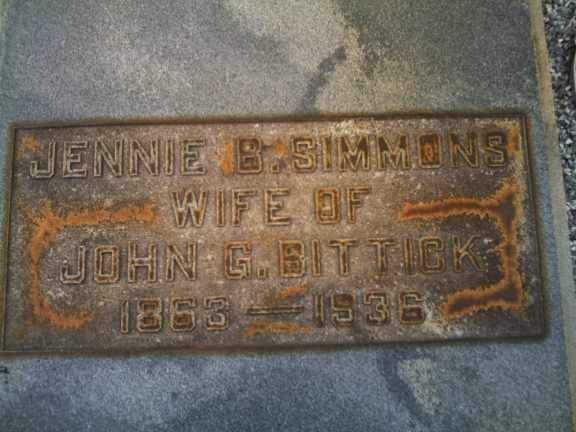 JENNIE B. SIMMONS
WIFE OF
JOHN G. BITTICK
1863 — 1936